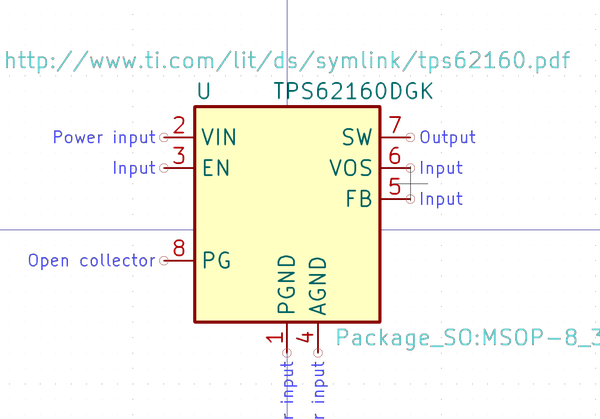 http://www.ti.com/lit/ds/symlink/tps62160.pdf
U TPS62160DGK
Power input 2 VIN SW 7 Output
Input 3 EN VOS 6 Input
FB 5 Input
Open collector 8 PG
PGND AGND
1 4
Package_SO:MSOP-8_3
input input